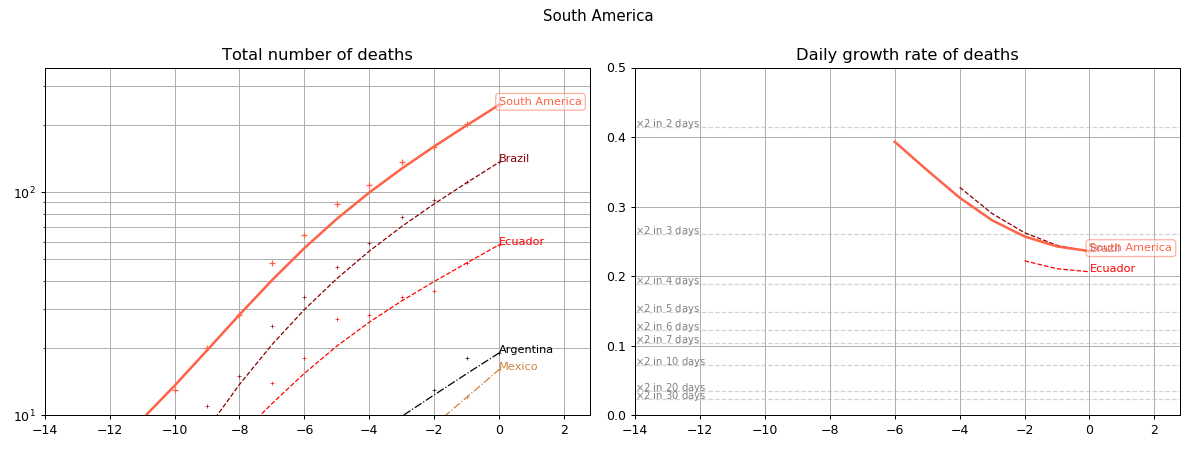 South America
Total number of deaths
South America
Brazil
Ecuador
Argentina
Mexico
10²
10¹
−14 −12 −10 −8 −6 −4 −2 0 2
Daily growth rate of deaths
0.5
0.4
0.3
0.2
0.1
0.0
×2 in 2 days
×2 in 3 days
×2 in 4 days
×2 in 5 days
×2 in 6 days
×2 in 7 days
×2 in 10 days
×2 in 20 days
×2 in 30 days
Brazil
South America
Ecuador
−14 −12 −10 −8 −6 −4 −2 0 2